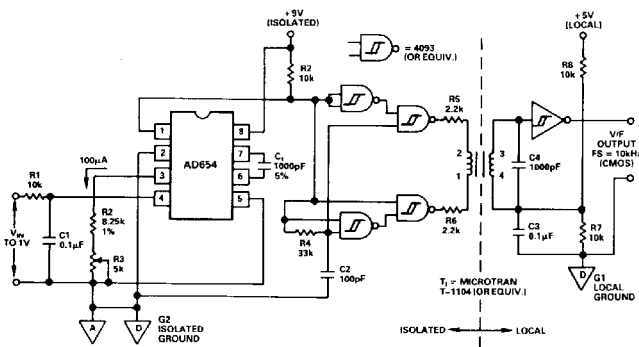 +9V
(ISOLATED)
R2
10k
= 4093
(OR EQUIV.)
+5V
(LOCAL)
R8
10k
1
2
3
4
8
7
6
5
AD654
Ct
1000pF
5%
100µA
R1
10k
VIN
TO 1V
C1
0.1µF
R2
8.25k
1%
R3
5k
R4
33k
C2
100pF
R5
2.2k
R6
2.2k
2
1
3
4
C4
1000pF
C3
0.1µF
R7
10k
V/F
OUTPUT
FS = 10kHz
(CMOS)
T1 = MICROTRAN
T-1104 (OR EQUIV.)
A
D
G2
ISOLATED
GROUND
D
G1
LOCAL
GROUND
ISOLATED
LOCAL